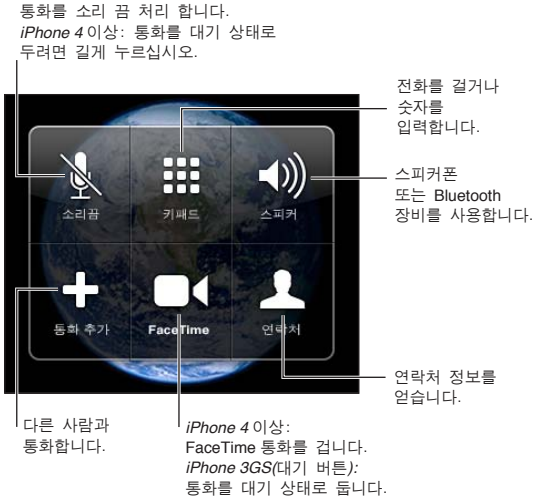 통화를 소리 끔 처리 합니다.
iPhone 4 이상: 통화를 대기 상태로
두려면 길게 누르십시오.
전화를 걸거나
숫자를
입력합니다.
스피커폰
또는 Bluetooth
장비를 사용합니다.
소리끔
키패드
스피커
통화 추가
FaceTime
연락처
연락처 정보를
얻습니다.
다른 사람과
통화합니다.
iPhone 4 이상:
FaceTime 통화를 겁니다.
iPhone 3GS(대기 버튼):
통화를 대기 상태로 둡니다.